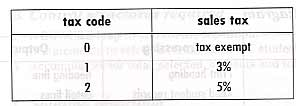 tax code sales tax
0 tax exempt
1 3%
2 5%